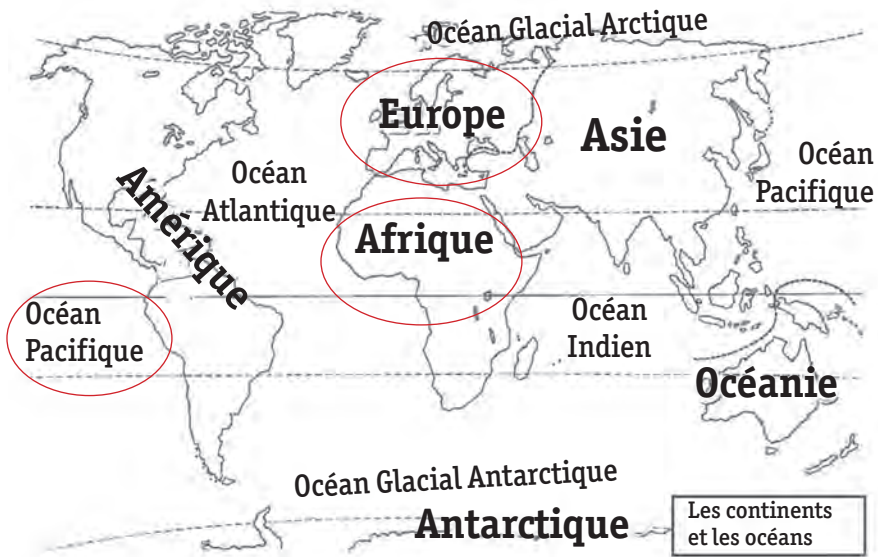 Océan Glacial Arctique
Europe
Asie
Océan
Pacifique
Océan
Atlantique
Amérique
Afrique
Océan
Pacifique
Océan
Indien
Océanie
Océan Glacial Antarctique
Antarctique
Les continents
et les océans